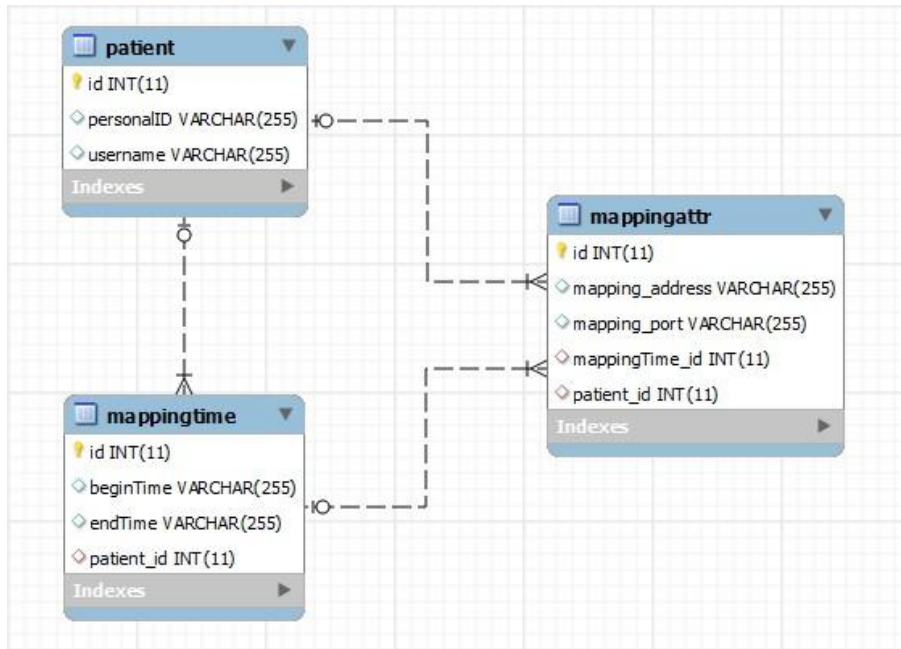 patient
id INT(11)
personalID VARCHAR(255)
username VARCHAR(255)
Indexes
mappingattr
id INT(11)
mapping_address VARCHAR(255)
mapping_port VARCHAR(255)
mappingTime_id INT(11)
patient_id INT(11)
Indexes
mappingtime
id INT(11)
beginTime VARCHAR(255)
endTime VARCHAR(255)
patient_id INT(11)
Indexes